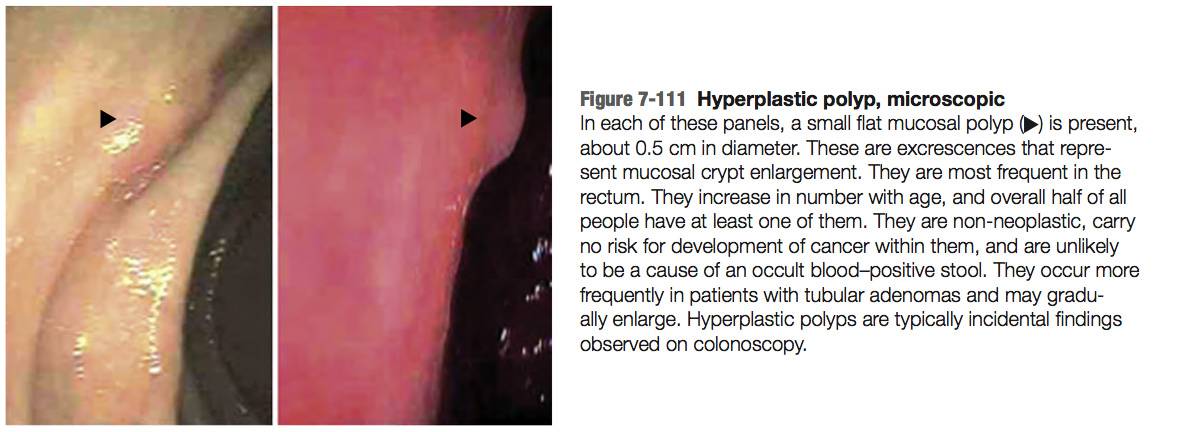 Figure 7-111 Hyperplastic polyp, microscopic
In each of these panels, a small flat mucosal polyp (▶) is present,
about 0.5 cm in diameter. These are excrescences that repre-
sent mucosal crypt enlargement. They are most frequent in the
rectum. They increase in number with age, and overall half of all
people have at least one of them. They are non-neoplastic, carry
no risk for development of cancer within them, and are unlikely
to be a cause of an occult blood–positive stool. They occur more
frequently in patients with tubular adenomas and may gradu-
ally enlarge. Hyperplastic polyps are typically incidental findings
observed on colonoscopy.